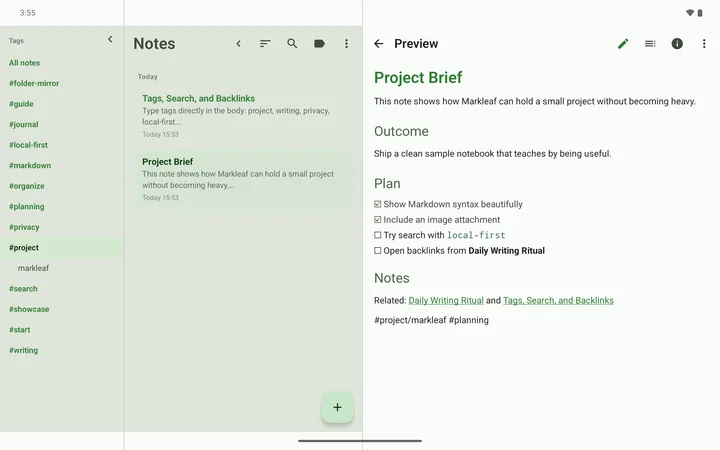 3:55
Tags
All notes
#folder-mirror
#guide
#journal
#local-first
#markdown
#organize
#planning
#privacy
#project
markleaf
#search
#showcase
#start
#writing
Notes
Today
Tags, Search, and Backlinks
Type tags directly in the body: project, writing, privacy,
local-first....
Today 15:53
Project Brief
This note shows how Markleaf can hold a small project
without becoming heavy....
Today 15:53
Preview
Project Brief
This note shows how Markleaf can hold a small project without becoming heavy.
Outcome
Ship a clean sample notebook that teaches by being useful.
Plan
☑ Show Markdown syntax beautifully
☑ Include an image attachment
☐ Try search with local-first
☐ Open backlinks from Daily Writing Ritual
Notes
Related: Daily Writing Ritual and Tags, Search, and Backlinks
#project/markleaf #planning